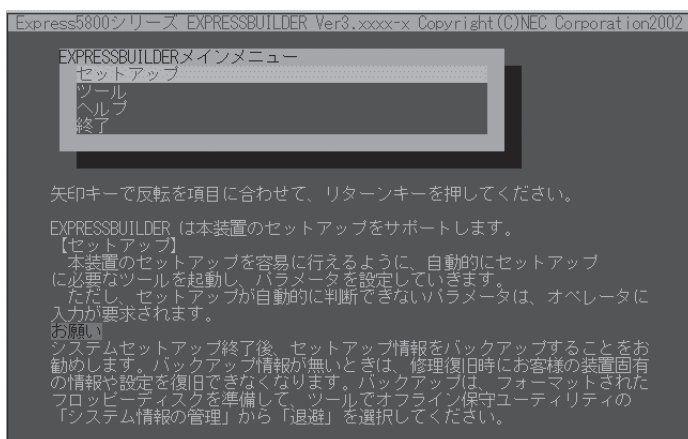 Express5800シリーズ EXPRESSBUILDER Ver3.xxxx-x Copyright(C)NEC Corporation2002
EXPRESSBUILDERメインメニュー
セットアップ
ツール
ヘルプ
終了
矢印キーで反転を項目に合わせて、リターンキーを押してください。
EXPRESSBUILDER は本装置のセットアップをサポートします。
【セットアップ】
本装置のセットアップを容易に行えるように、自動的にセットアップ
に必要なツールを起動し、パラメータを設定していきます。
ただし、セットアップが自動的に判断できないパラメータは、オペレータに
入力が要求されます。
お願い
システムセットアップ終了後、セットアップ情報をバックアップすることをお
勧めします。バックアップ情報が無いときは、修理復旧時にお客様の装置固有
の情報や設定を復旧できなくなります。バックアップは、フォーマットされた
フロッピーディスクを準備して、ツールでオフライン保守ユーティリティの
「システム情報の管理」から「退避」を選択してください。